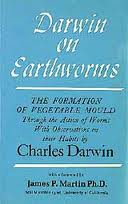 Darwin
on
Earthworms
THE FORMATION
OF VEGETABLE MOULD
Through the Action of Worms
With Observations on
their Habits by
Charles Darwin
with a foreword by
James P. Martin Ph.D.